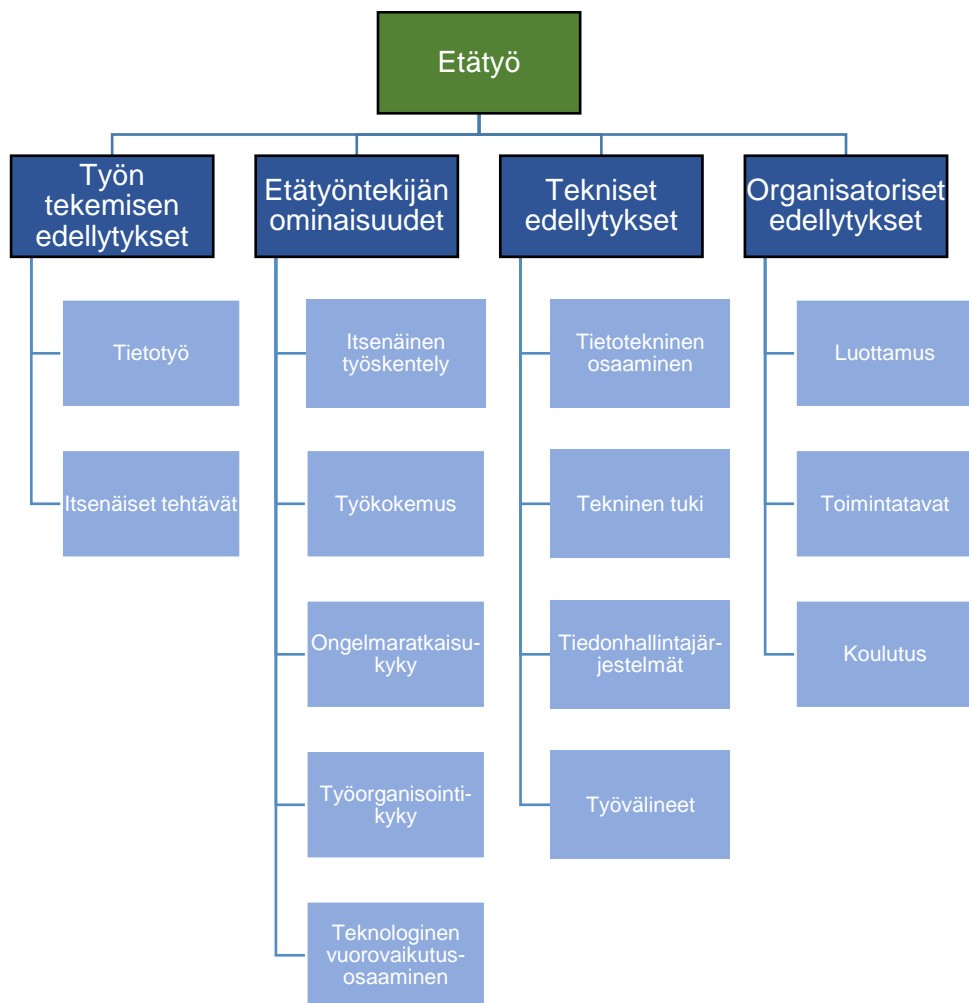 Etätyö
Työn
tekemisen
edellytykset
Etätyöntekijän
ominaisuudet
Tekniset
edellytykset
Organisatoriset
edellytykset
Tietotyö
Itsenäiset tehtävät
Itsenäinen
työskentely
Työkokemus
Ongelmaratkaisu-
kyky
Työorganisointi-
kyky
Teknologinen
vuorovaikutus-
osaaminen
Tietotekninen
osaaminen
Tekninen tuki
Tiedonhallintajär-
jestelmät
Työvälineet
Luottamus
Toimintatavat
Koulutus